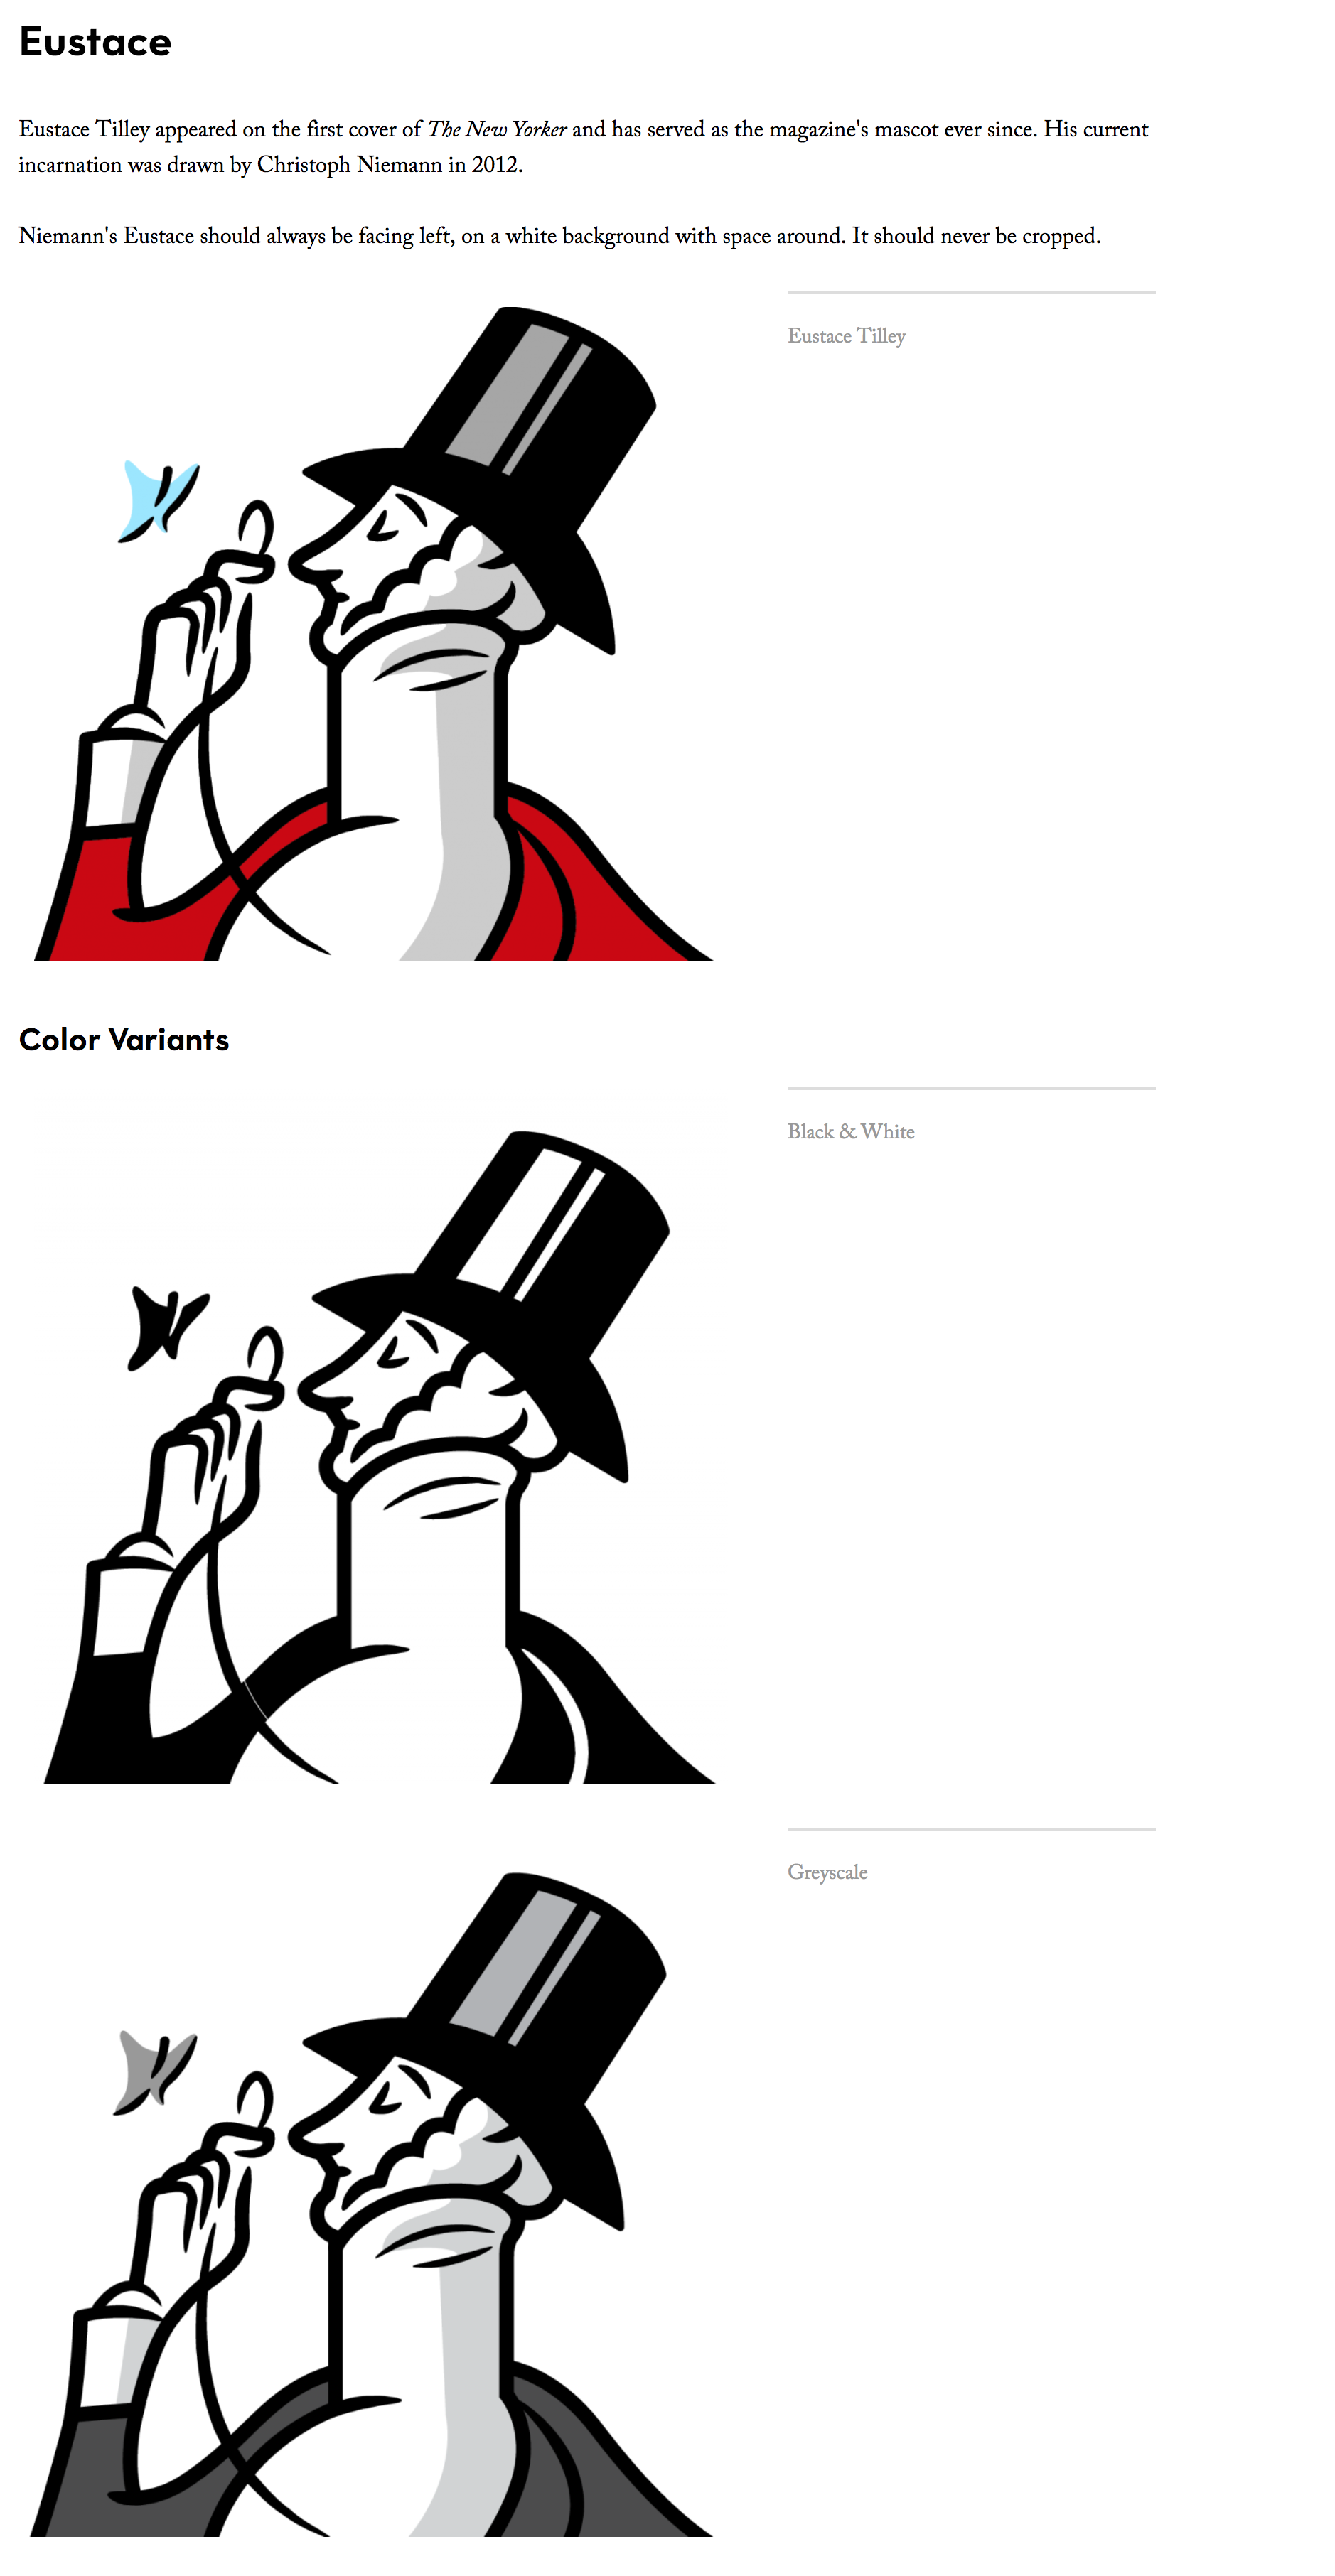 Eustace
Eustace Tilley appeared on the first cover of The New Yorker and has served as the magazine's mascot ever since. His current
incarnation was drawn by Christoph Niemann in 2012.
Niemann's Eustace should always be facing left, on a white background with space around. It should never be cropped.
Eustace Tilley
Color Variants
Black & White
Greyscale